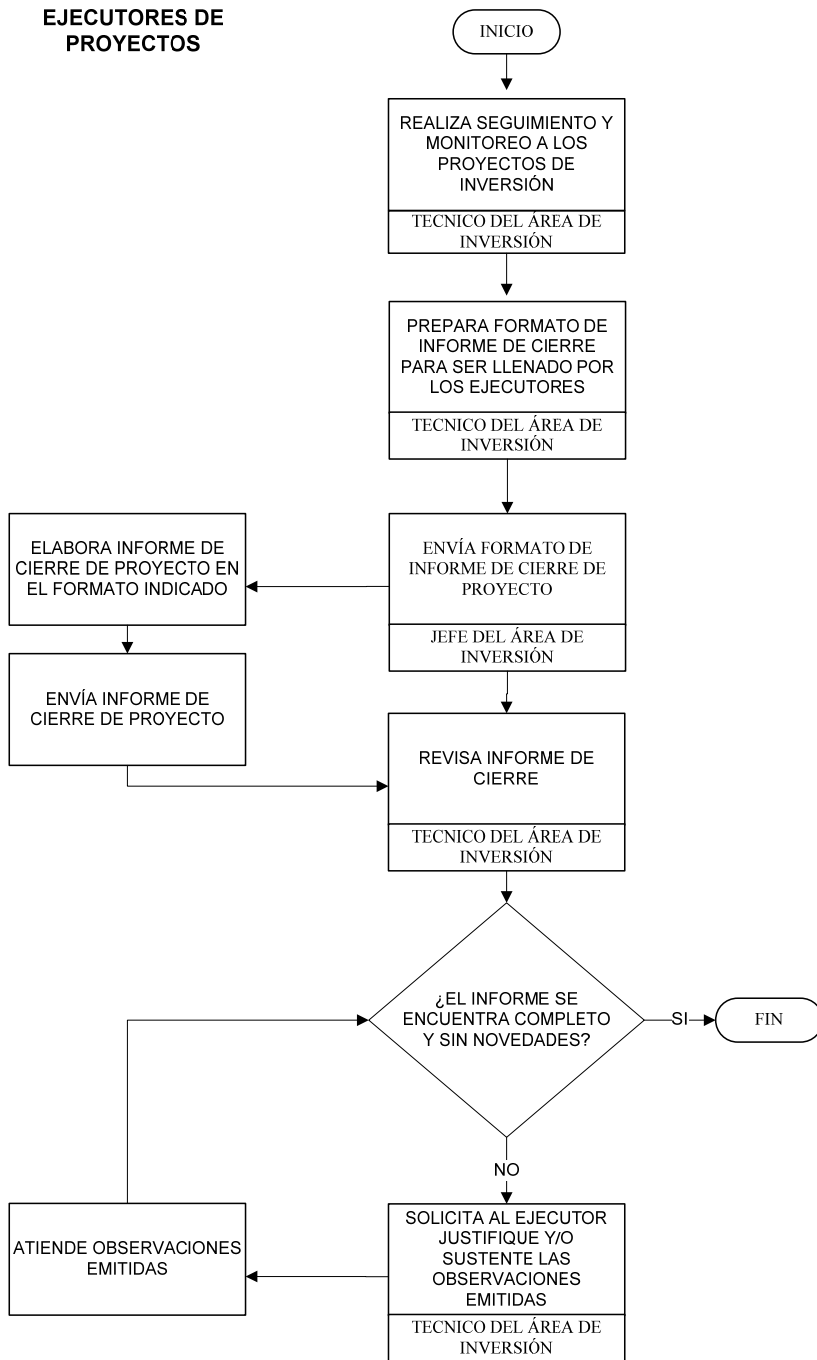 EJECUTORES DE
PROYECTOS
INICIO
REALIZA SEGUIMIENTO Y
MONITOREO A LOS
PROYECTOS DE
INVERSIÓN
TECNICO DEL ÁREA DE
INVERSIÓN
PREPARA FORMATO DE
INFORME DE CIERRE
PARA SER LLENADO POR
LOS EJECUTORES
TECNICO DEL ÁREA DE
INVERSIÓN
ENVÍA FORMATO DE
INFORME DE CIERRE DE
PROYECTO
JEFE DEL ÁREA DE
INVERSIÓN
ELABORA INFORME DE
CIERRE DE PROYECTO EN
EL FORMATO INDICADO
ENVÍA INFORME DE
CIERRE DE PROYECTO
REVISA INFORME DE
CIERRE
TECNICO DEL ÁREA DE
INVERSIÓN
¿EL INFORME SE
ENCUENTRA COMPLETO
Y SIN NOVEDADES?
SI
FIN
NO
SOLICITA AL EJECUTOR
JUSTIFIQUE Y/O
SUSTENTE LAS
OBSERVACIONES
EMITIDAS
TECNICO DEL ÁREA DE
INVERSIÓN
ATIENDE OBSERVACIONES
EMITIDAS